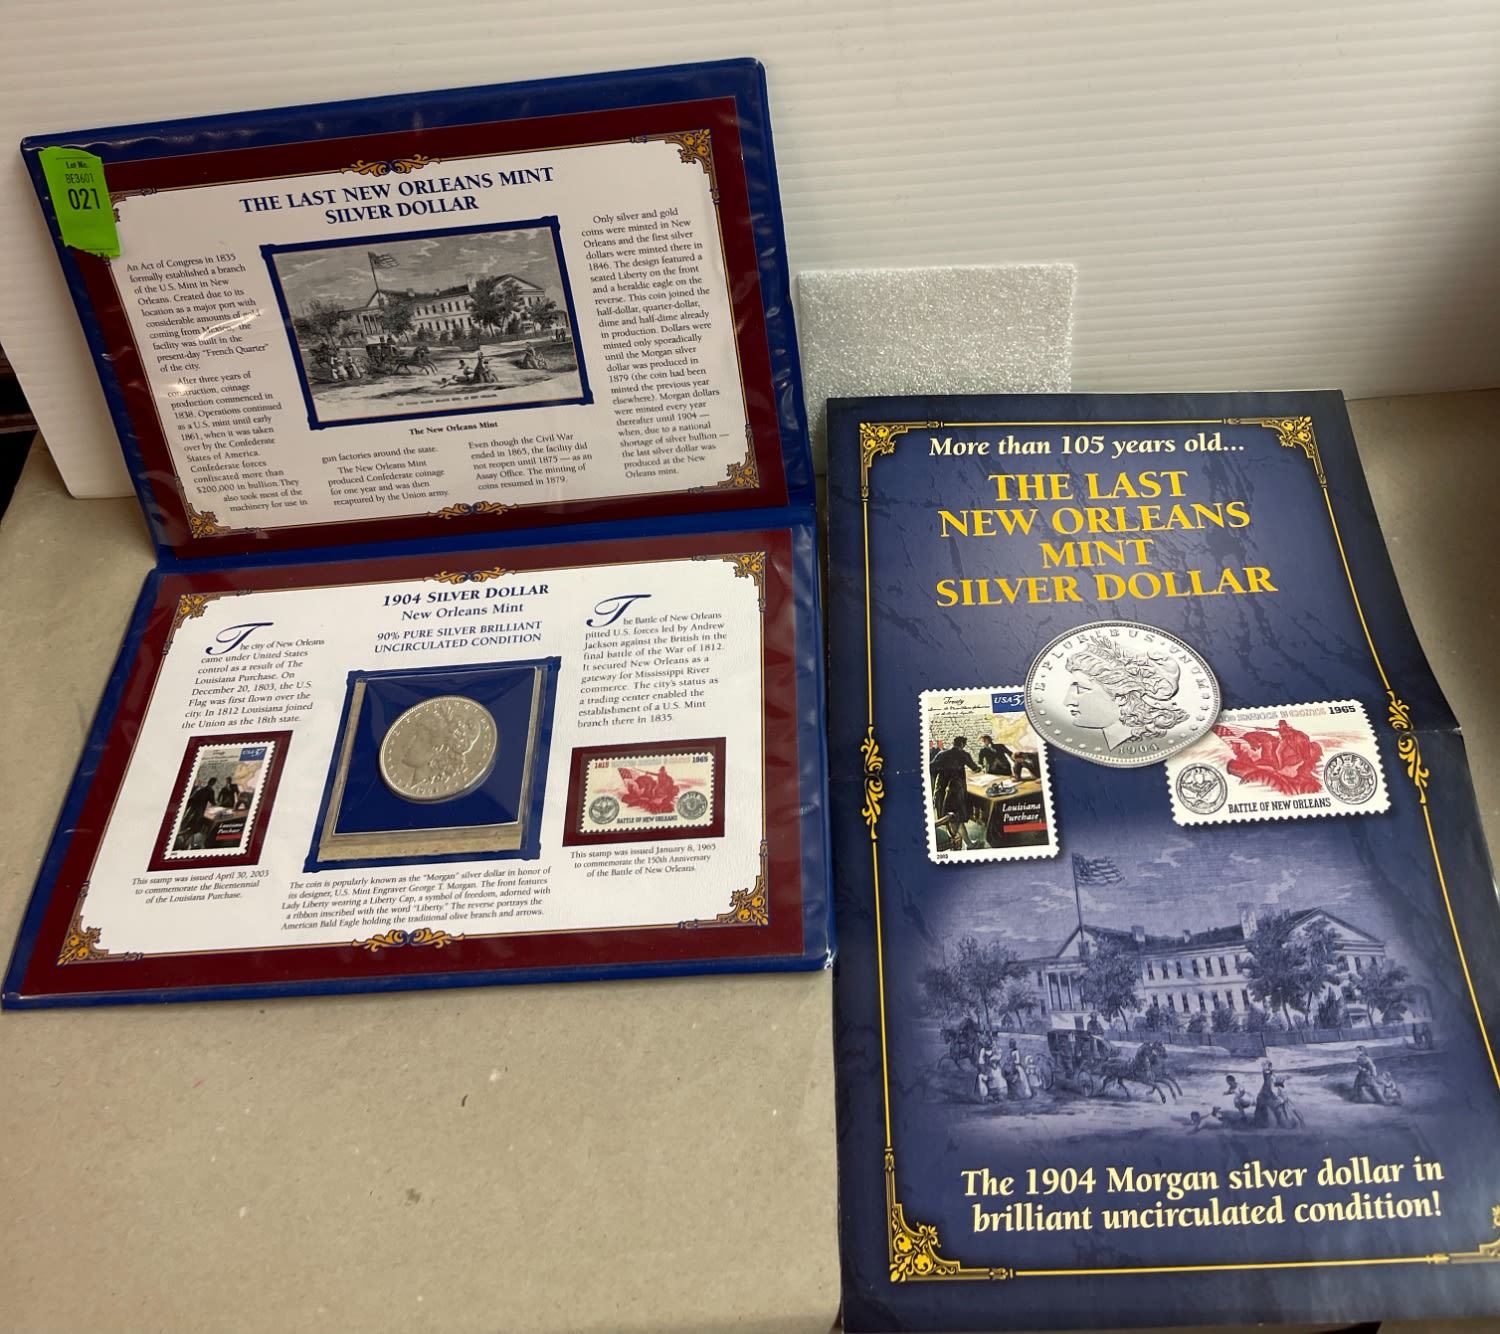 Lot No.
BE3601
021
THE LAST NEW ORLEANS MINT
SILVER DOLLAR
An Act of Congress in 1835
formally established a branch
of the U.S. Mint in New
Orleans. Created due to its
location as a major port with
considerable amounts of gold
coming from Mexico, the
facility was built in the
present-day "French Quarter"
of the city.
After three years of
construction, coinage
production commenced in
1838. Operations continued
as a U.S. mint until early
1861, when it was taken
over by the Confederate
States of America.
Confederate forces
confiscated more than
$200,000 in bullion. They
also took most of the
machinery for use in
The New Orleans Mint
gun factories around the state.
The New Orleans Mint
produced Confederate coinage
for one year and was then
recaptured by the Union army.
Even though the Civil War
ended in 1865, the facility did
not reopen until 1875 — as an
Assay Office. The minting of
coins resumed in 1879.
Only silver and gold
coins were minted in New
Orleans and the first silver
dollars were minted there in
1846. The design featured a
seated Liberty on the front
and a heraldic eagle on the
reverse. This coin joined the
half-dollar, quarter-dollar,
dime and half-dime already
in production. Dollars were
minted only sporadically
until the Morgan silver
dollar was produced in
1879 (the coin had been
minted the previous year
elsewhere). Morgan dollars
were minted every year
thereafter until 1904 —
when, due to a national
shortage of silver bullion —
the last silver dollar was
produced at the New
Orleans mint.
1904 SILVER DOLLAR
New Orleans Mint
90% PURE SILVER BRILLIANT
UNCIRCULATED CONDITION
The city of New Orleans
came under United States
control as a result of The
Louisiana Purchase. On
December 20, 1803, the U.S.
Flag was first flown over the
city. In 1812 Louisiana joined
the Union as the 18th state.
USA 37
Louisiana
Purchase
This stamp was issued April 30, 2003
to commemorate the Bicentennial
of the Louisiana Purchase.
The coin is popularly known as the "Morgan" silver dollar in honor of
its designer, U.S. Mint Engraver George T. Morgan. The front features
Lady Liberty wearing a Liberty Cap, a symbol of freedom, adorned with
a ribbon inscribed with the word "Liberty." The reverse portrays the
American Bald Eagle holding the traditional olive branch and arrows.
The Battle of New Orleans
pitted U.S. forces led by Andrew
Jackson against the British in the
final battle of the War of 1812.
It secured New Orleans as a
gateway for Mississippi River
commerce. The city's status as
a trading center enabled the
establishment of a U.S. Mint
branch there in 1835.
1815 1965
BATTLE OF NEW ORLEANS
This stamp was issued January 8, 1965
to commemorate the 150th Anniversary
of the Battle of New Orleans.
More than 105 years old...
THE LAST
NEW ORLEANS
MINT
SILVER DOLLAR
E PLURIBUS UNUM
1904
Treaty
USA 37
Louisiana
Purchase
2003
1965
BATTLE OF NEW ORLEANS
The 1904 Morgan silver dollar in
brilliant uncirculated condition!